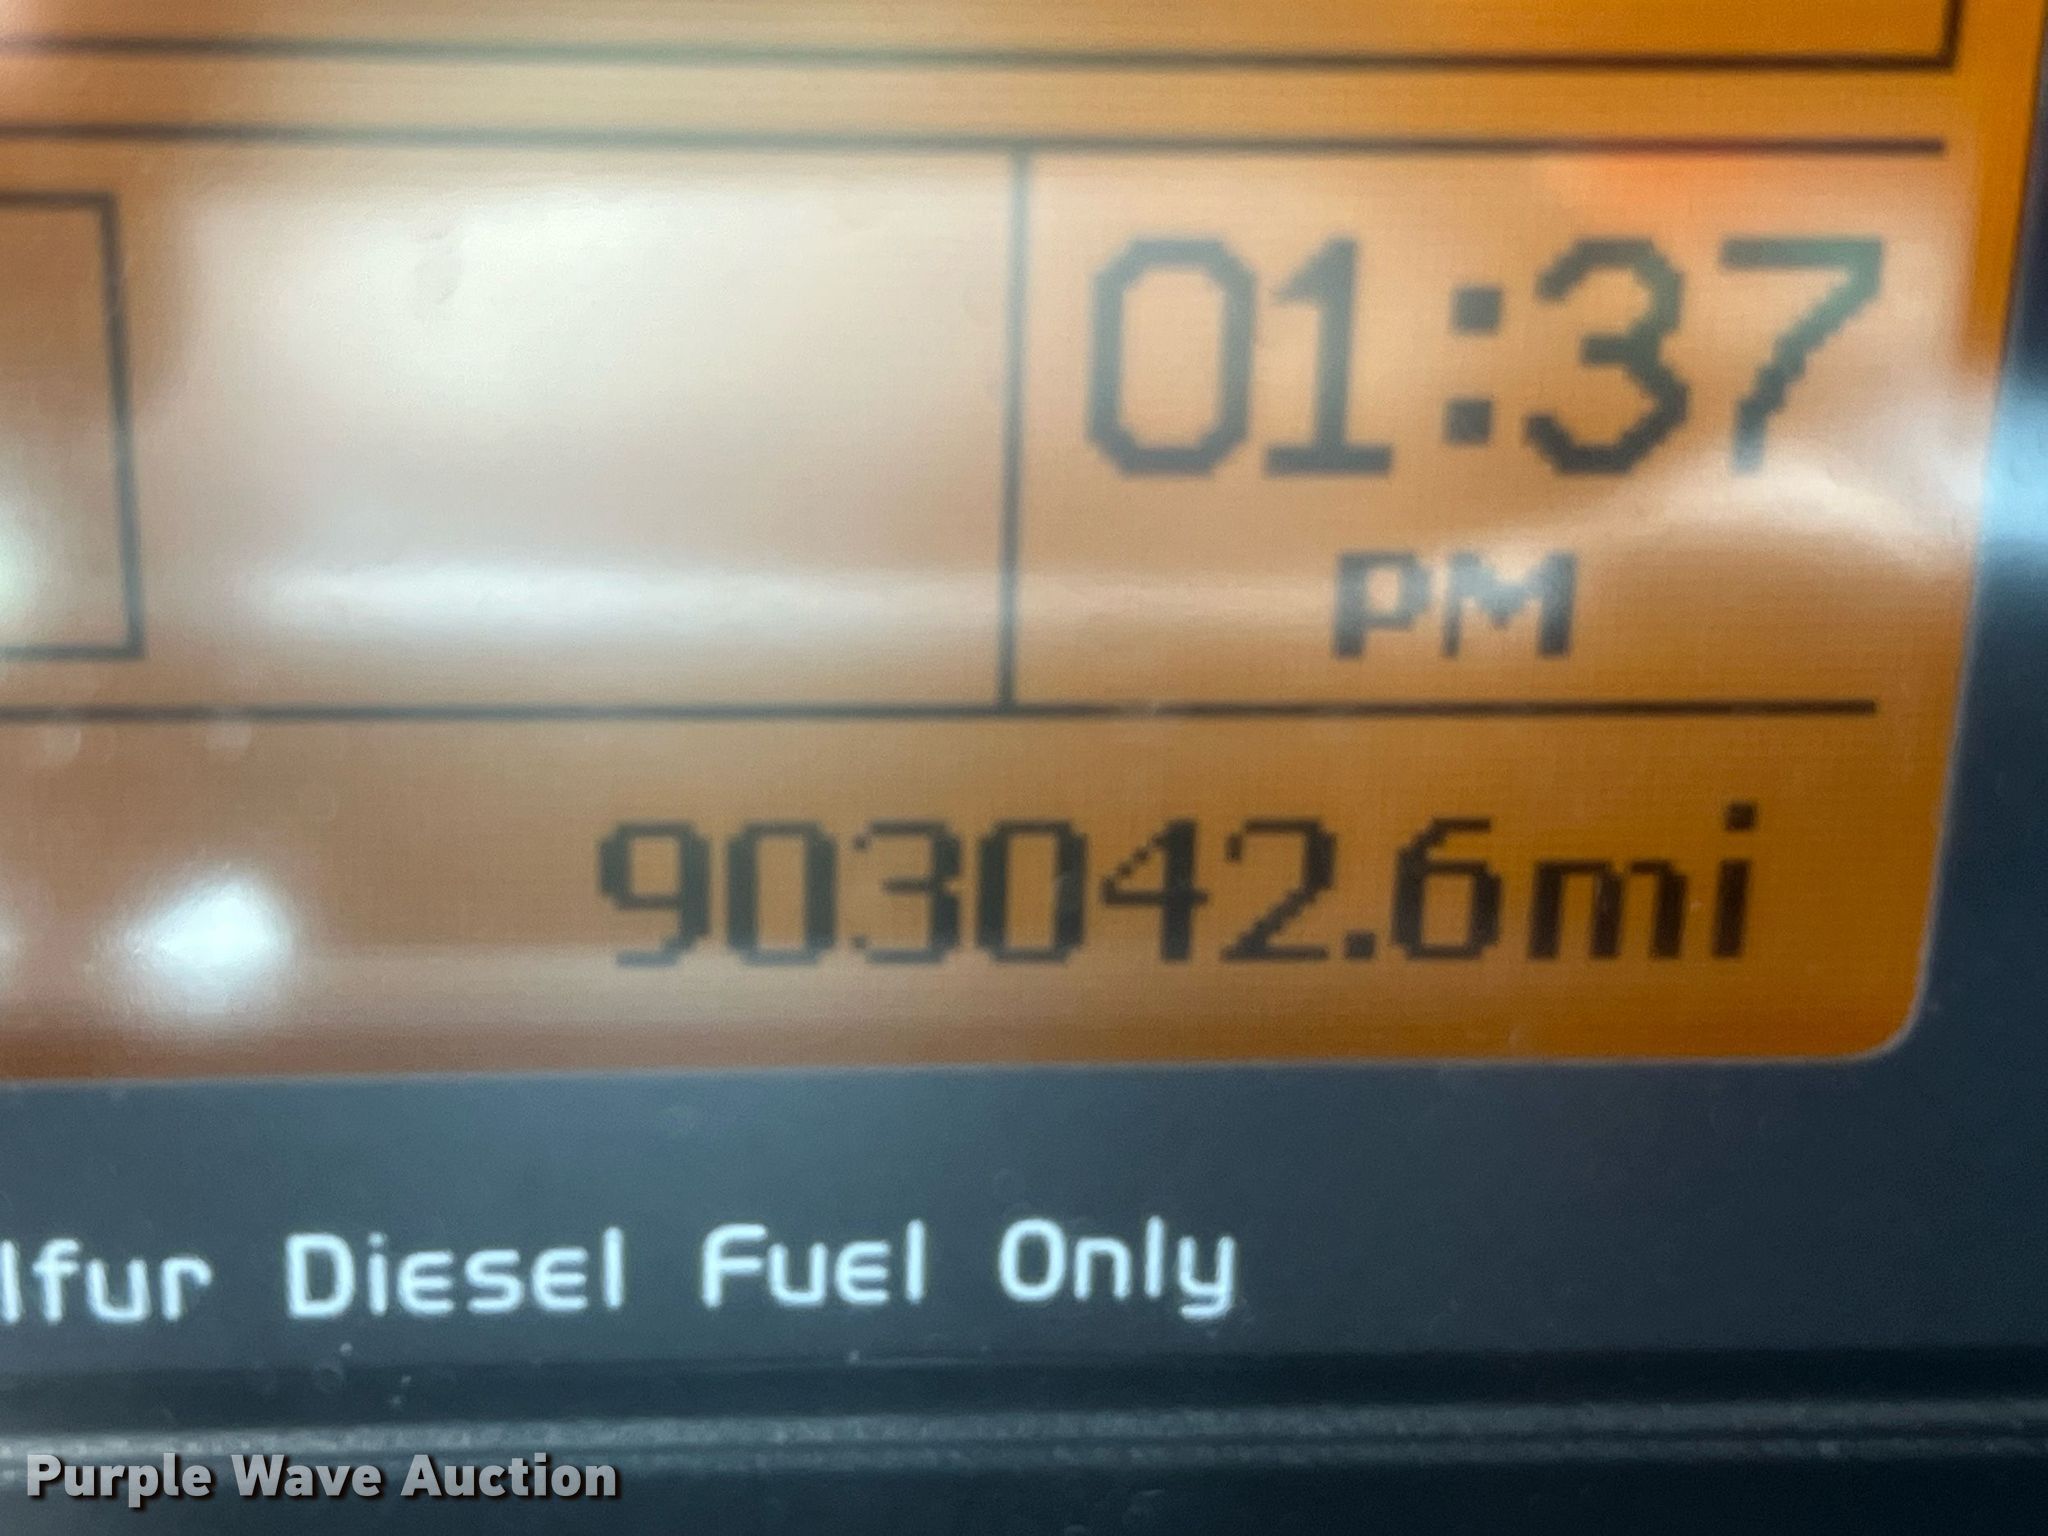 01:37
PM
903042.6mi
lfur Diesel Fuel Only
Purple Wave Auction